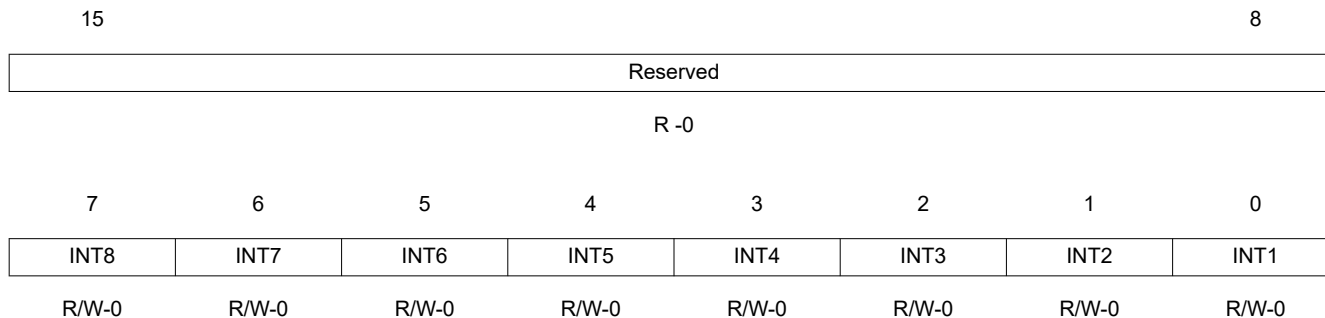 15 8
Reserved
R -0
7 6 5 4 3 2 1 0
INT8 INT7 INT6 INT5 INT4 INT3 INT2 INT1
R/W-0 R/W-0 R/W-0 R/W-0 R/W-0 R/W-0 R/W-0 R/W-0